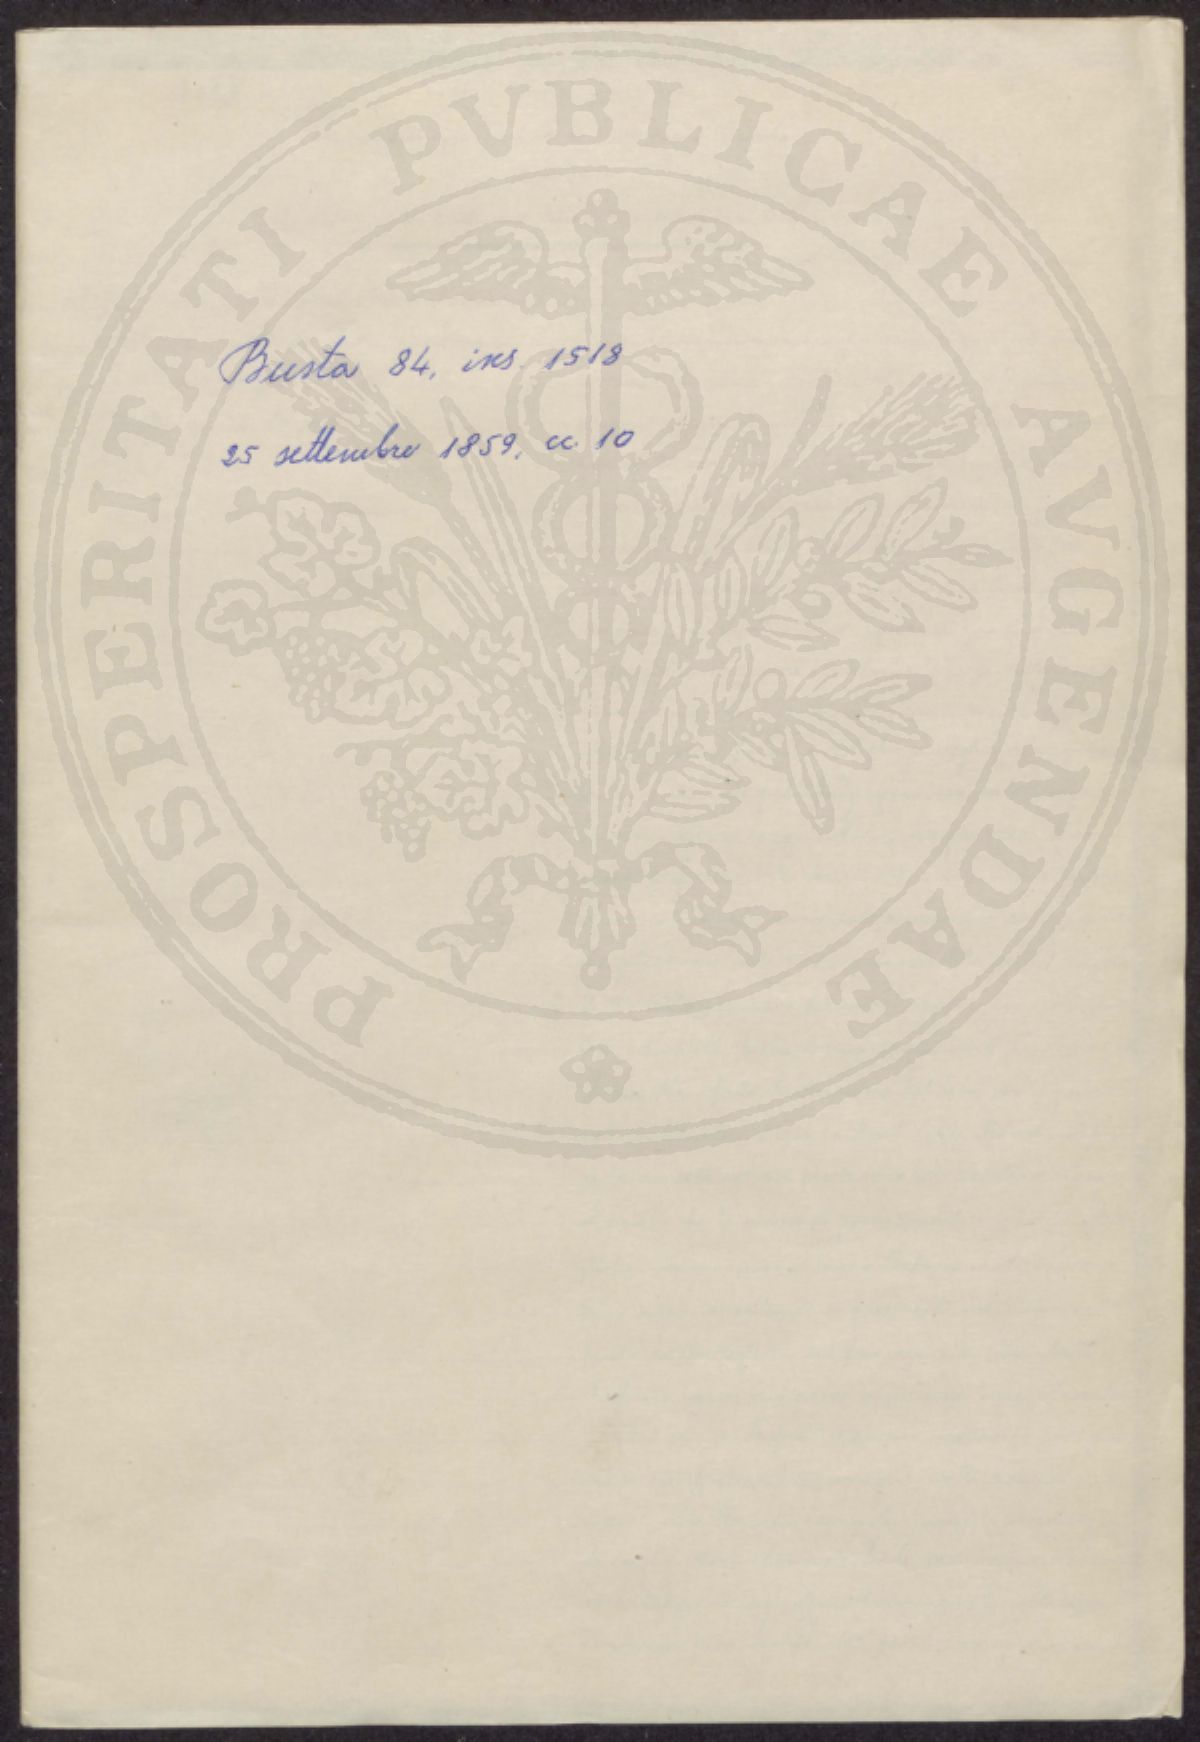 PROSPERITATI PVBLICAE AVGENDAE
Busta 84, ins. 1518
25 settembre 1859, cc 10